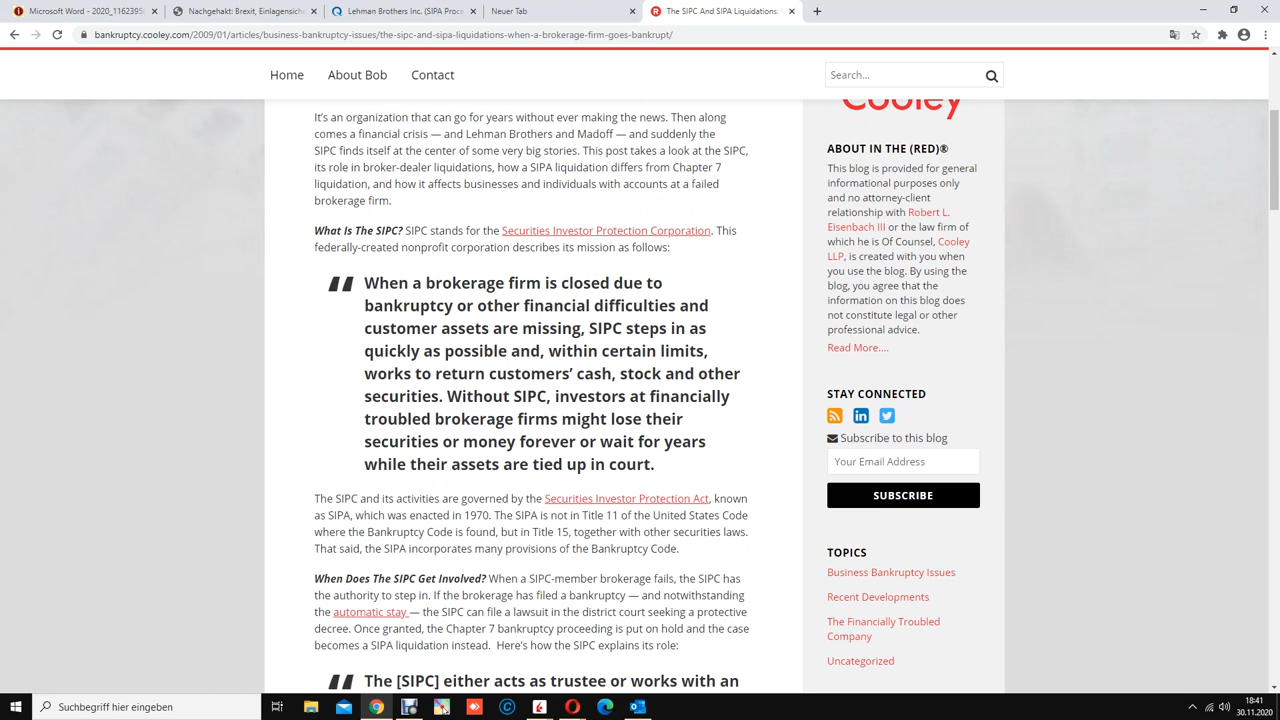 Microsoft Word - 2020_1162395
Nachgehakt: Brexit, Einlagensich
Lehman Brothers Inc. (SIPA Proce
Neuer Tab
The SIPC And SIPA Liquidations:
bankruptcy.cooley.com/2009/01/articles/business-bankruptcy-issues/the-sipc-and-sipa-liquidations-when-a-brokerage-firm-goes-bankrupt/
Home
About Bob
Contact
Search...
It's an organization that can go for years without ever making the news. Then along
comes a financial crisis — and Lehman Brothers and Madoff — and suddenly the
SIPC finds itself at the center of some very big stories. This post takes a look at the SIPC,
its role in broker-dealer liquidations, how a SIPA liquidation differs from Chapter 7
liquidation, and how it affects businesses and individuals with accounts at a failed
brokerage firm.
What Is The SIPC? SIPC stands for the Securities Investor Protection Corporation. This
federally-created nonprofit corporation describes its mission as follows:
When a brokerage firm is closed due to
bankruptcy or other financial difficulties and
customer assets are missing, SIPC steps in as
quickly as possible and, within certain limits,
works to return customers' cash, stock and other
securities. Without SIPC, investors at financially
troubled brokerage firms might lose their
securities or money forever or wait for years
while their assets are tied up in court.
The SIPC and its activities are governed by the Securities Investor Protection Act, known
as SIPA, which was enacted in 1970. The SIPA is not in Title 11 of the United States Code
where the Bankruptcy Code is found, but in Title 15, together with other securities laws.
That said, the SIPA incorporates many provisions of the Bankruptcy Code.
When Does The SIPC Get Involved? When a SIPC-member brokerage fails, the SIPC has
the authority to step in. If the brokerage has filed a bankruptcy — and notwithstanding
the automatic stay — the SIPC can file a lawsuit in the district court seeking a protective
decree. Once granted, the Chapter 7 bankruptcy proceeding is put on hold and the case
becomes a SIPA liquidation instead. Here's how the SIPC explains its role:
The [SIPC] either acts as trustee or works with an
Cooley
ABOUT IN THE (RED)®
This blog is provided for general
informational purposes only
and no attorney-client
relationship with Robert L.
Eisenbach III or the law firm of
which he is Of Counsel, Cooley
LLP, is created with you when
you use the blog. By using the
blog, you agree that the
information on this blog does
not constitute legal or other
professional advice.
Read More....
STAY CONNECTED
Subscribe to this blog
Your Email Address
SUBSCRIBE
TOPICS
Business Bankruptcy Issues
Recent Developments
The Financially Troubled
Company
Uncategorized
Suchbegriff hier eingeben
18:41
30.11.2020